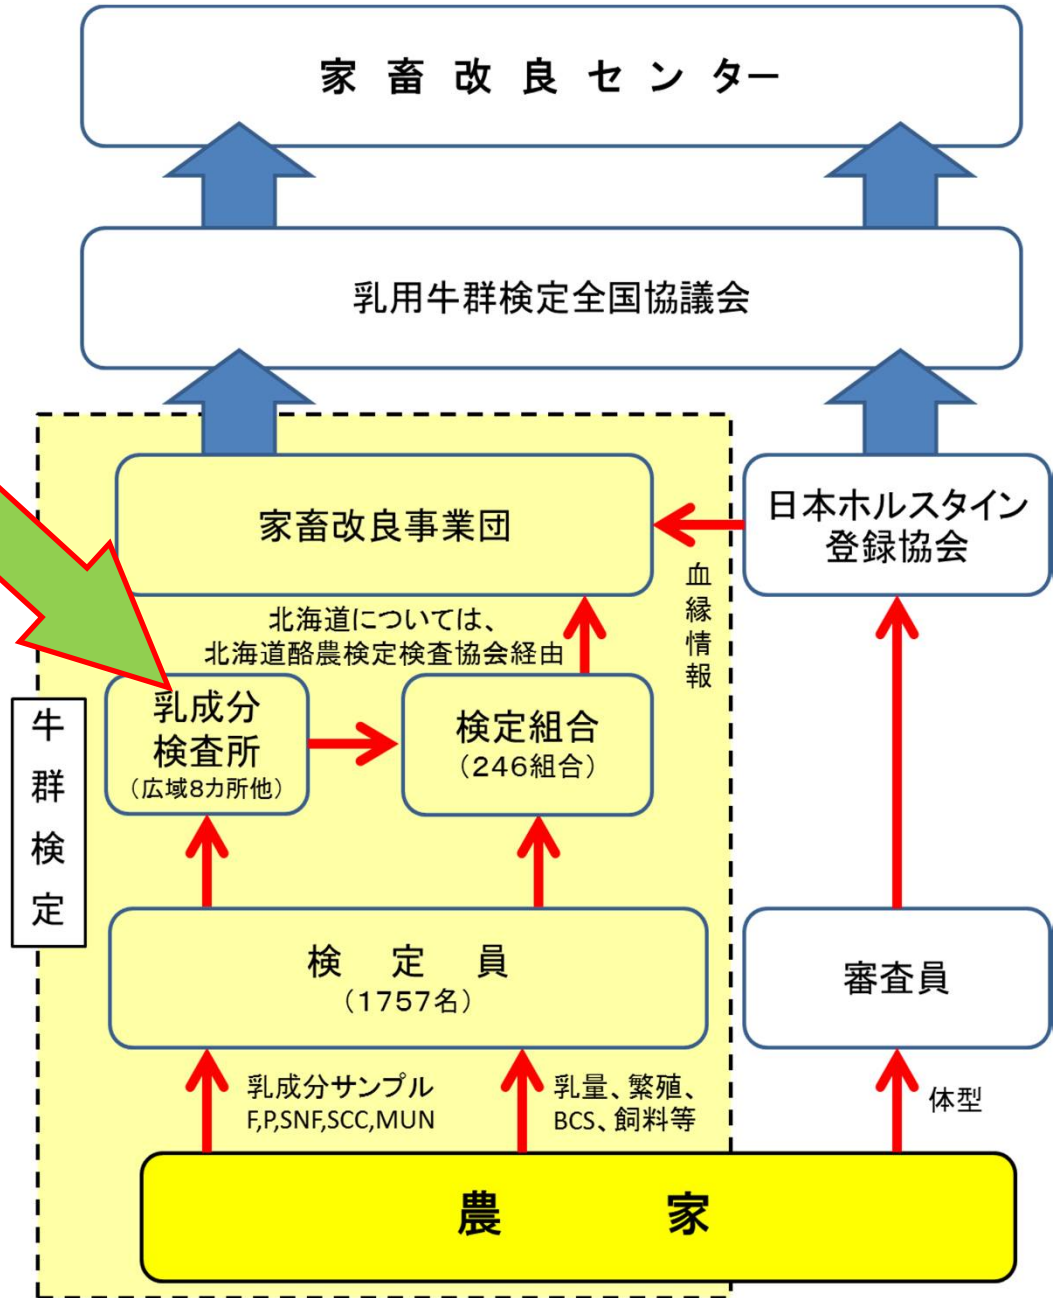 家畜改良センター
乳用牛群検定全国協議会
家畜改良事業団
日本ホルスタイン
登録協会
血縁情報
北海道については、
北海道酪農検定検査協会経由
牛群検定
乳成分
検査所
（広域8カ所他）
検定組合
（246組合）
検定員
（1757名）
審査員
乳成分サンプル
F,P,SNF,SCC,MUN
乳量、繁殖、
BCS、飼料等
体型
農家